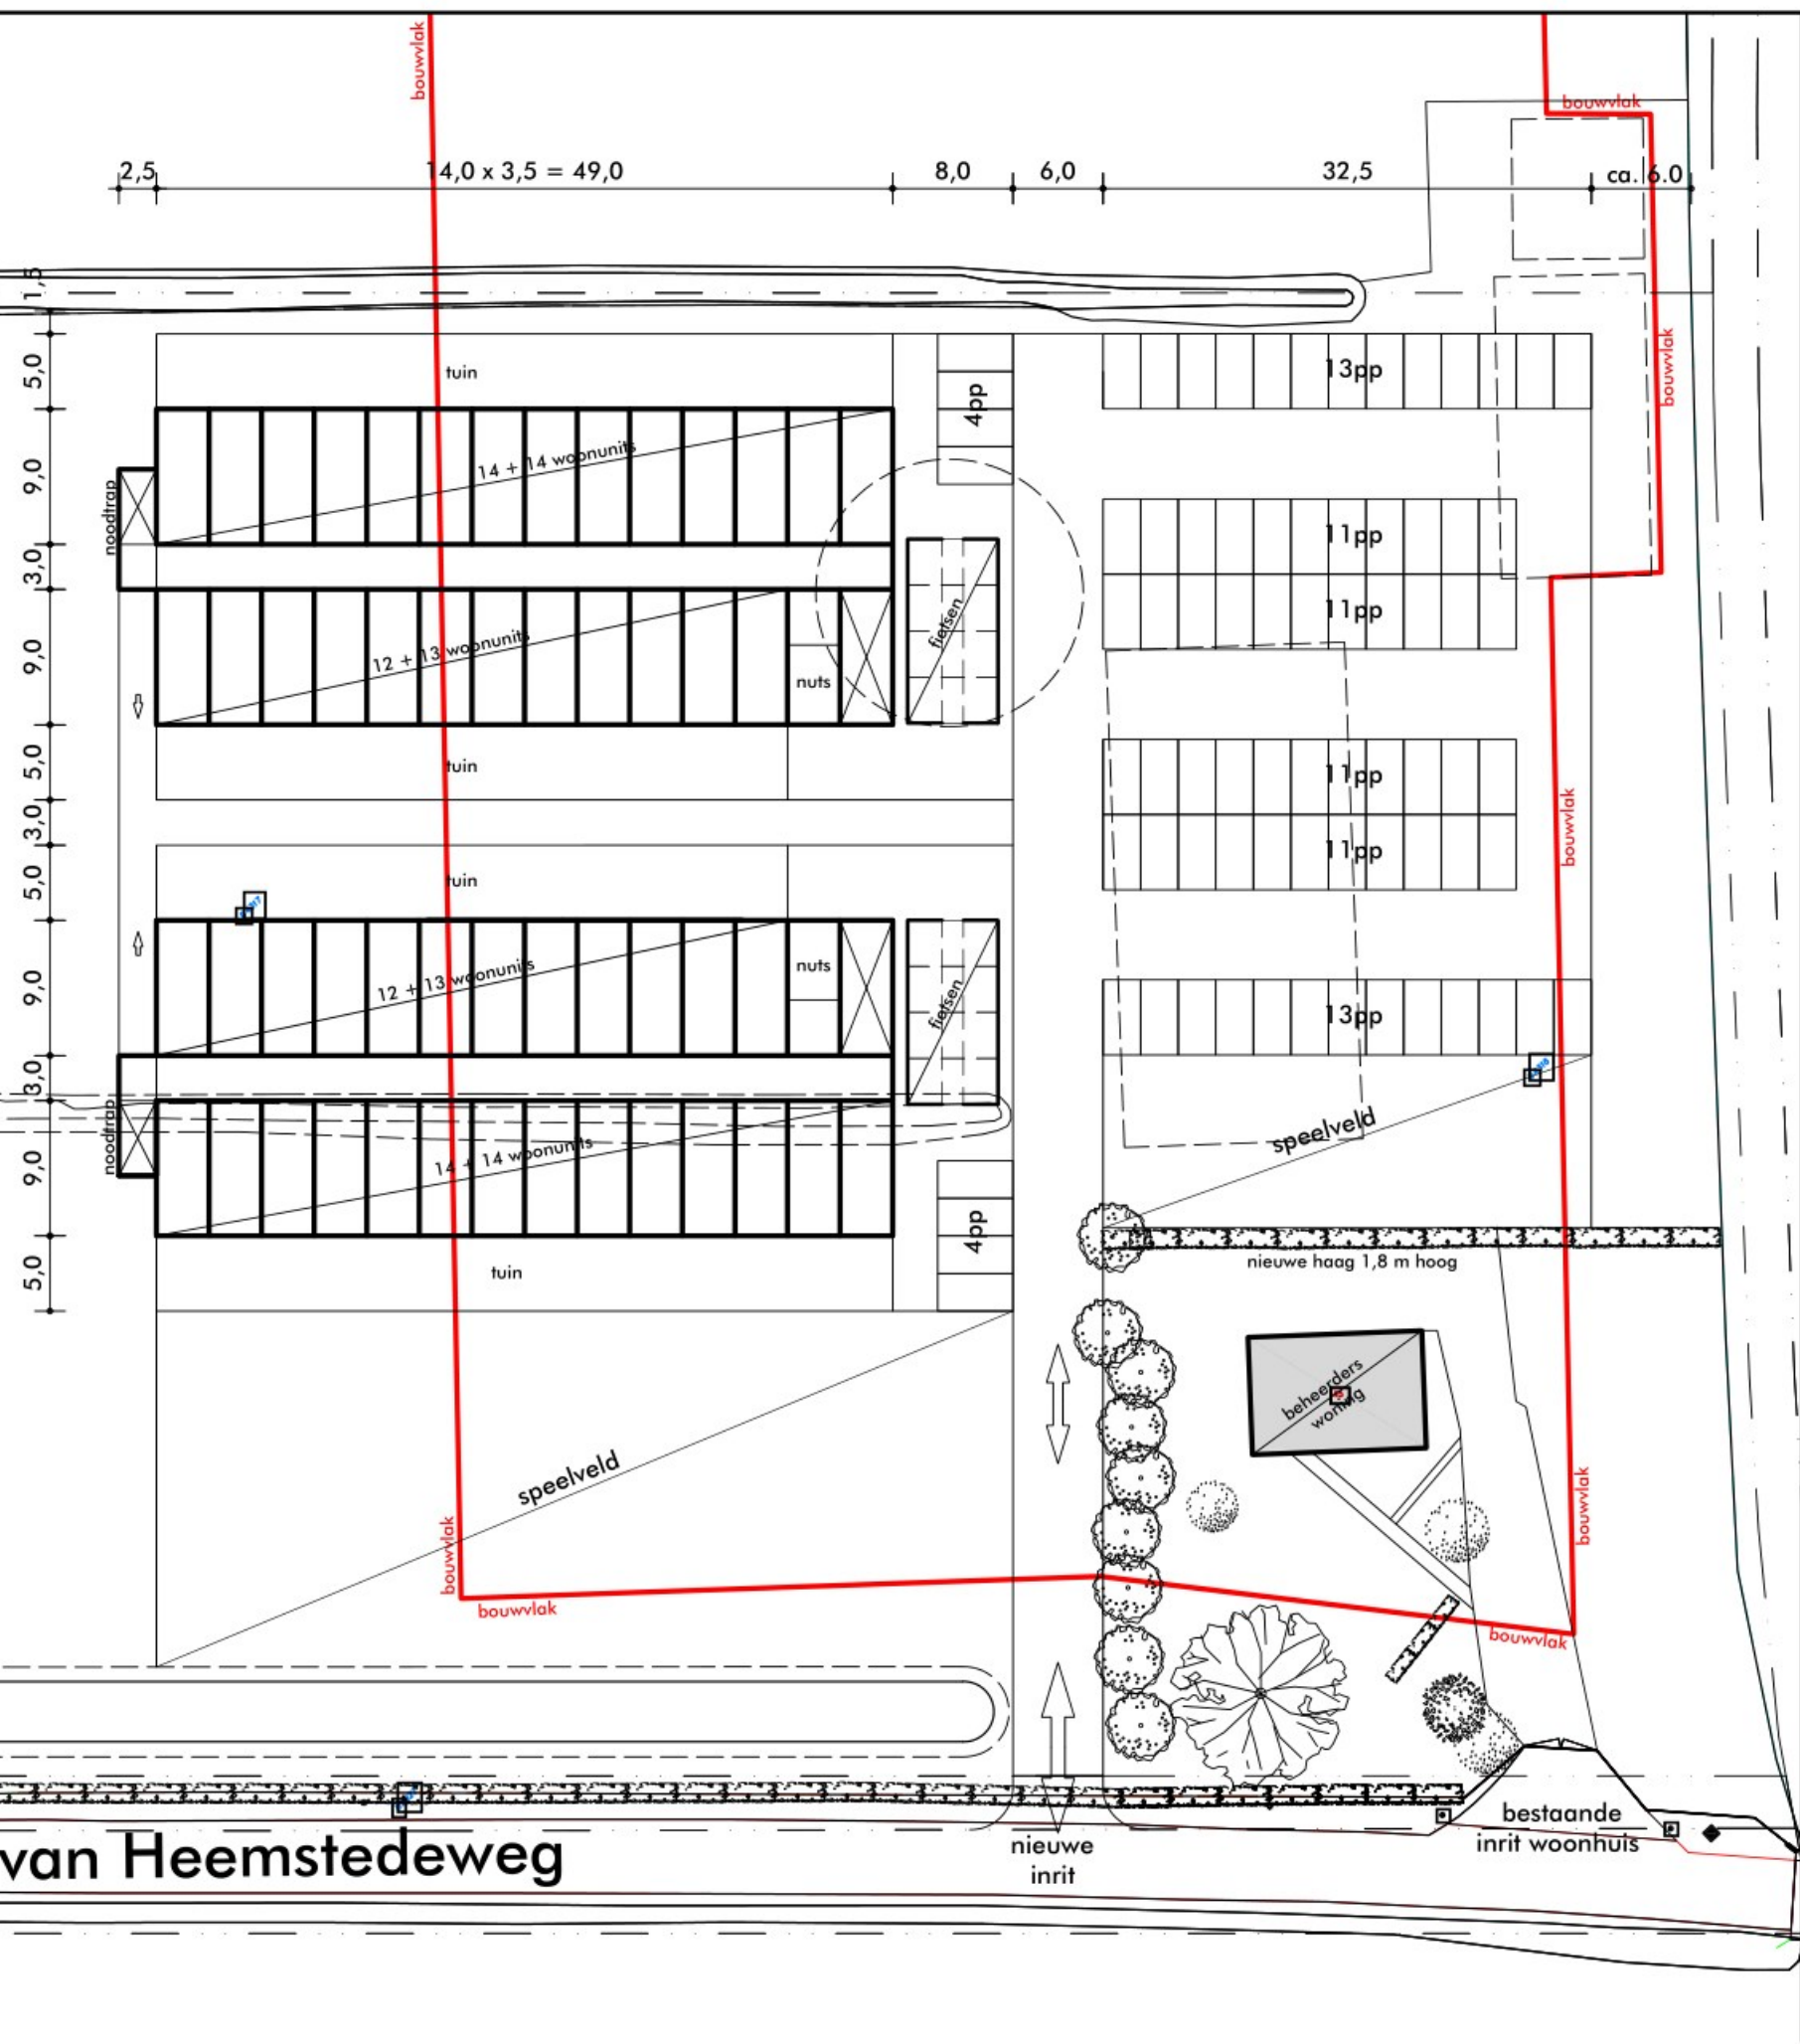 bouwvlak
bouwvlak
2,5
14,0 x 3,5 = 49,0
8,0
6,0
32,5
ca. 6.0
1,5
5,0
tuin
4pp
13pp
bouwvlak
9,0
14 + 14 woonunits
noodtrap
11pp
3,0
fietsen
11pp
9,0
12 + 13 woonunits
nuts
5,0
tuin
11pp
3,0
bouwvlak
11pp
5,0
tuin
9,0
12 + 13 woonunits
nuts
fietsen
13pp
3,0
noodtrap
9,0
14 + 14 woonunits
speelveld
4pp
5,0
tuin
nieuwe haag 1,8 m hoog
beheerders
woning
speelveld
bouwvlak
bouwvlak
bouwvlak
bouwvlak
van Heemstedeweg
nieuwe
inrit
bestaande
inrit woonhuis